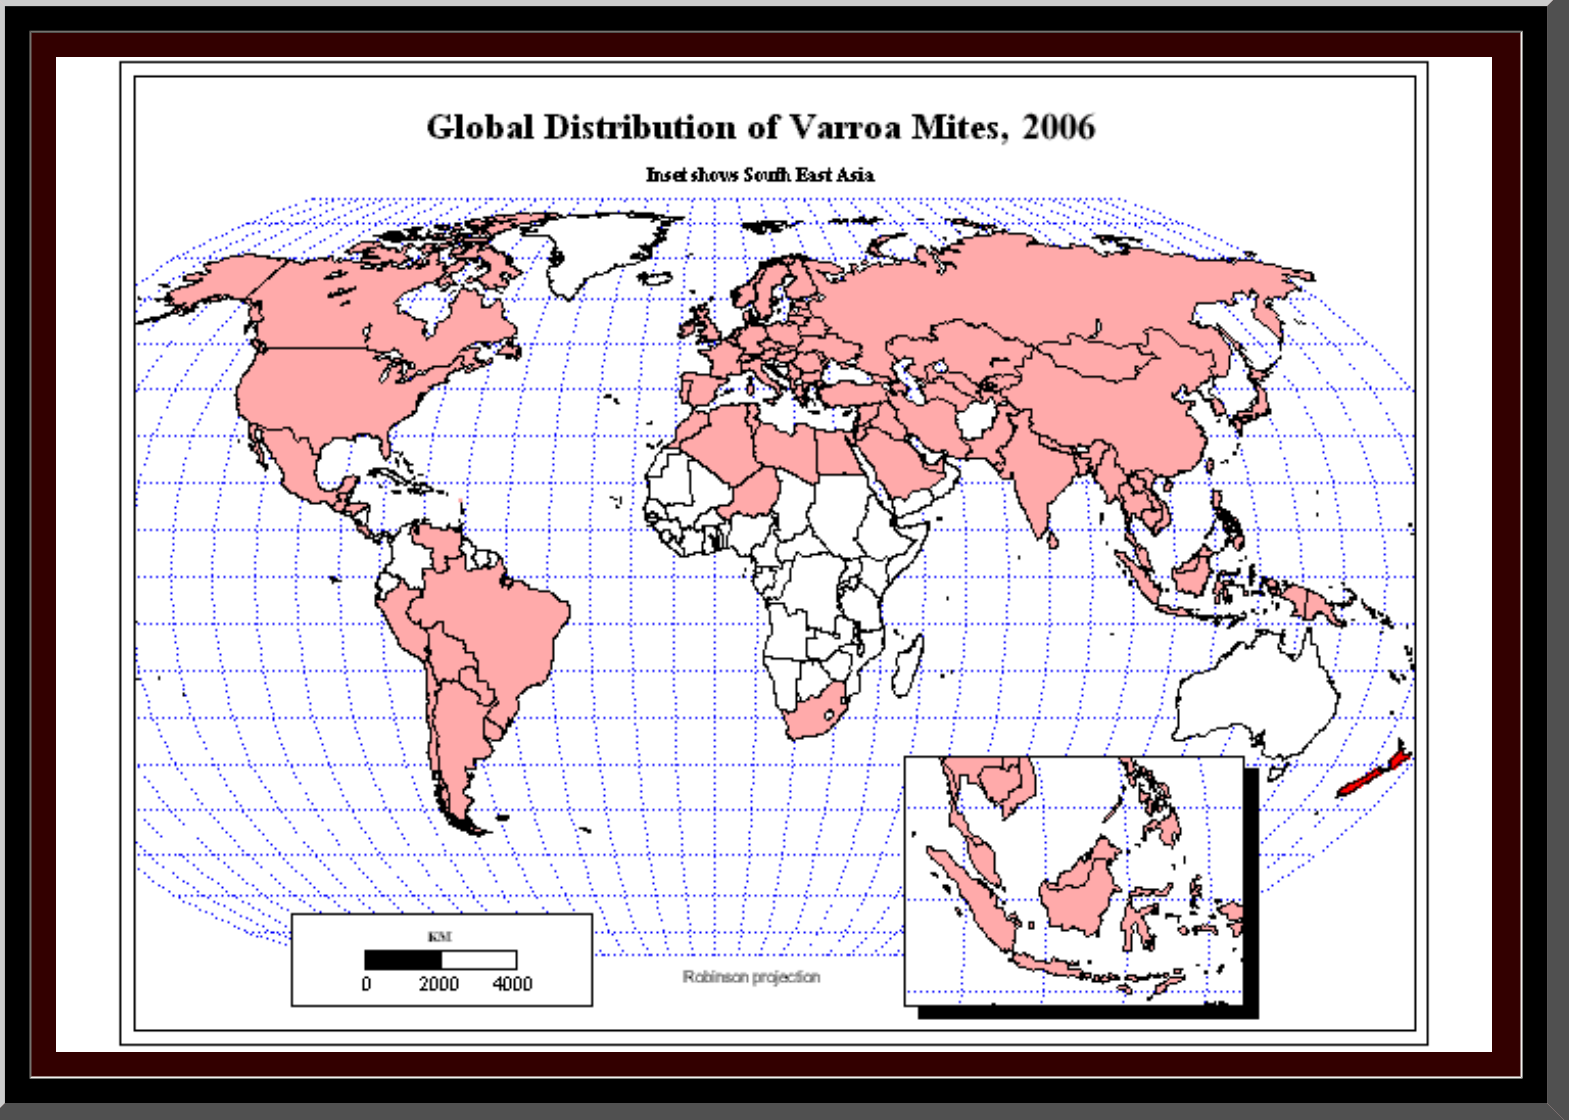 Global Distribution of Varroa Mites, 2006
Inset shows South East Asia
KM
0 2000 4000
Robinson projection